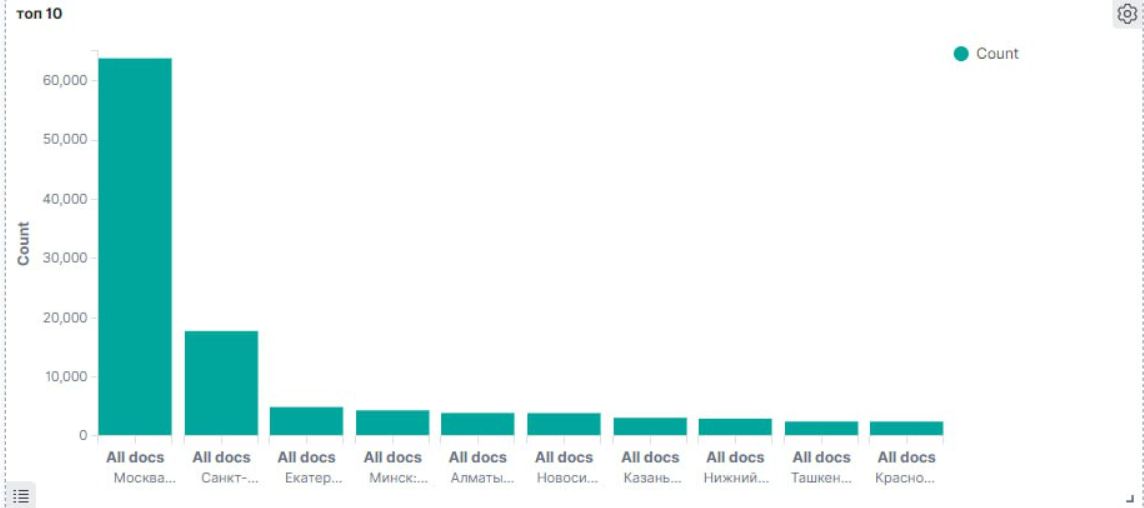 топ 10
Count
60,000
50,000
40,000
30,000
20,000
10,000
0
Count
All docs All docs All docs All docs All docs All docs All docs All docs All docs All docs
Москва... Санкт-... Екатер... Минск:... Алматы... Новоси... Казань... Нижний... Ташкен... Красно...